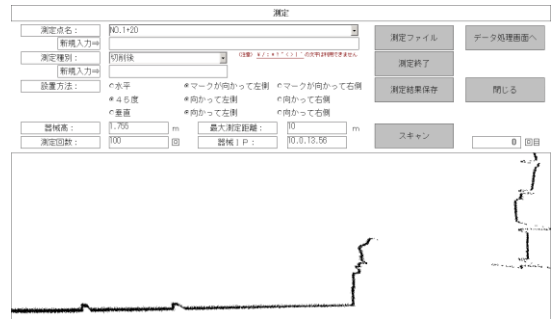 測定
測定点名：
NO.1+20
測定ファイル
データ処理画面へ
新規入力⇒
測定種別：
切削後
新規入力⇒
測定終了
設置方法：
○水平
◉マークが向かって左側
○マークが向かって右側
測定結果保存
閉じる
◉４５度
◉向かって左側
○向かって右側
○垂直
◉向かって左側
○向かって右側
器械高：
1.755
m
最大測定距離：
10
m
スキャン
測定回数：
100
回
器械ＩＰ：
10.0.13.56
0
回目